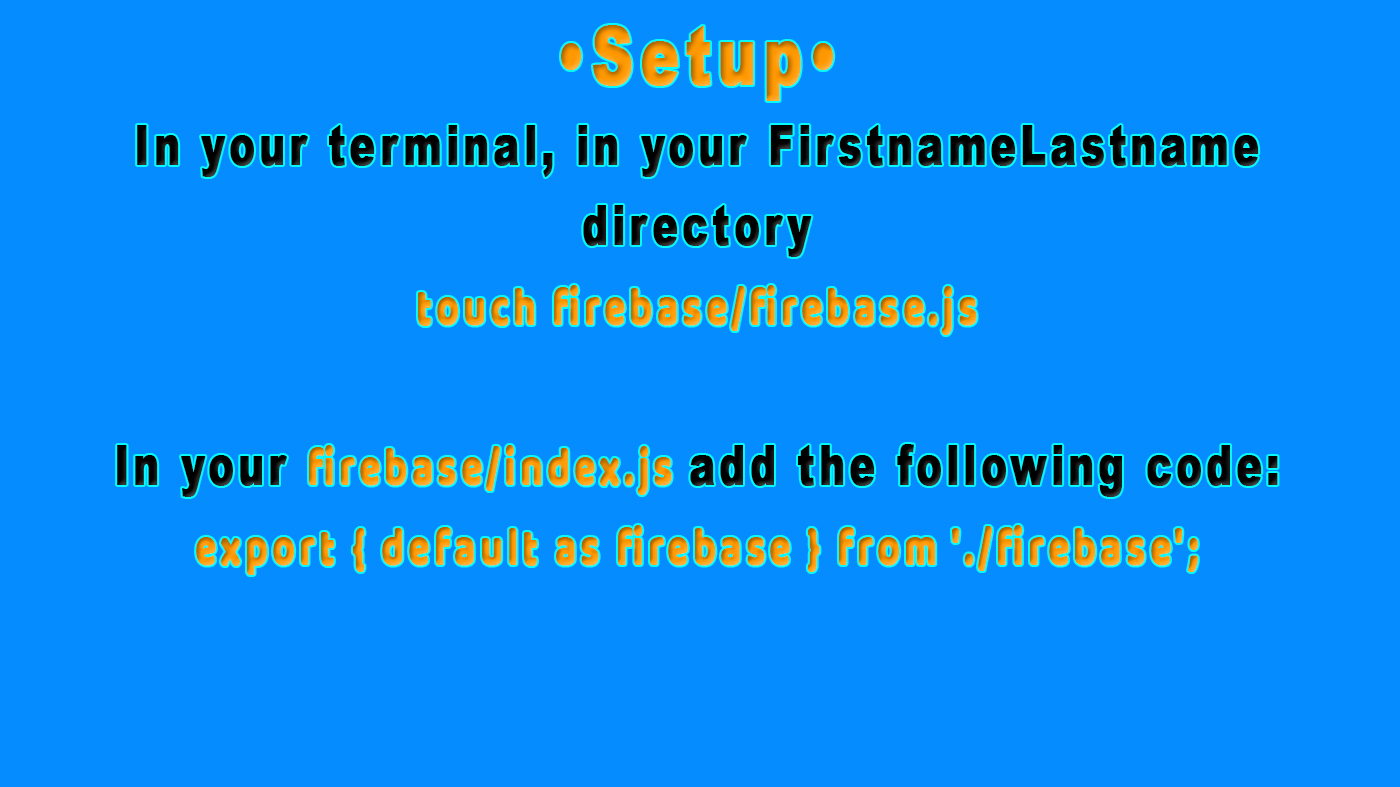 •Setup•
In your terminal, in your FirstnameLastname
directory
touch firebase/firebase.js
In your firebase/index.js add the following code:
export { default as firebase } from './firebase';